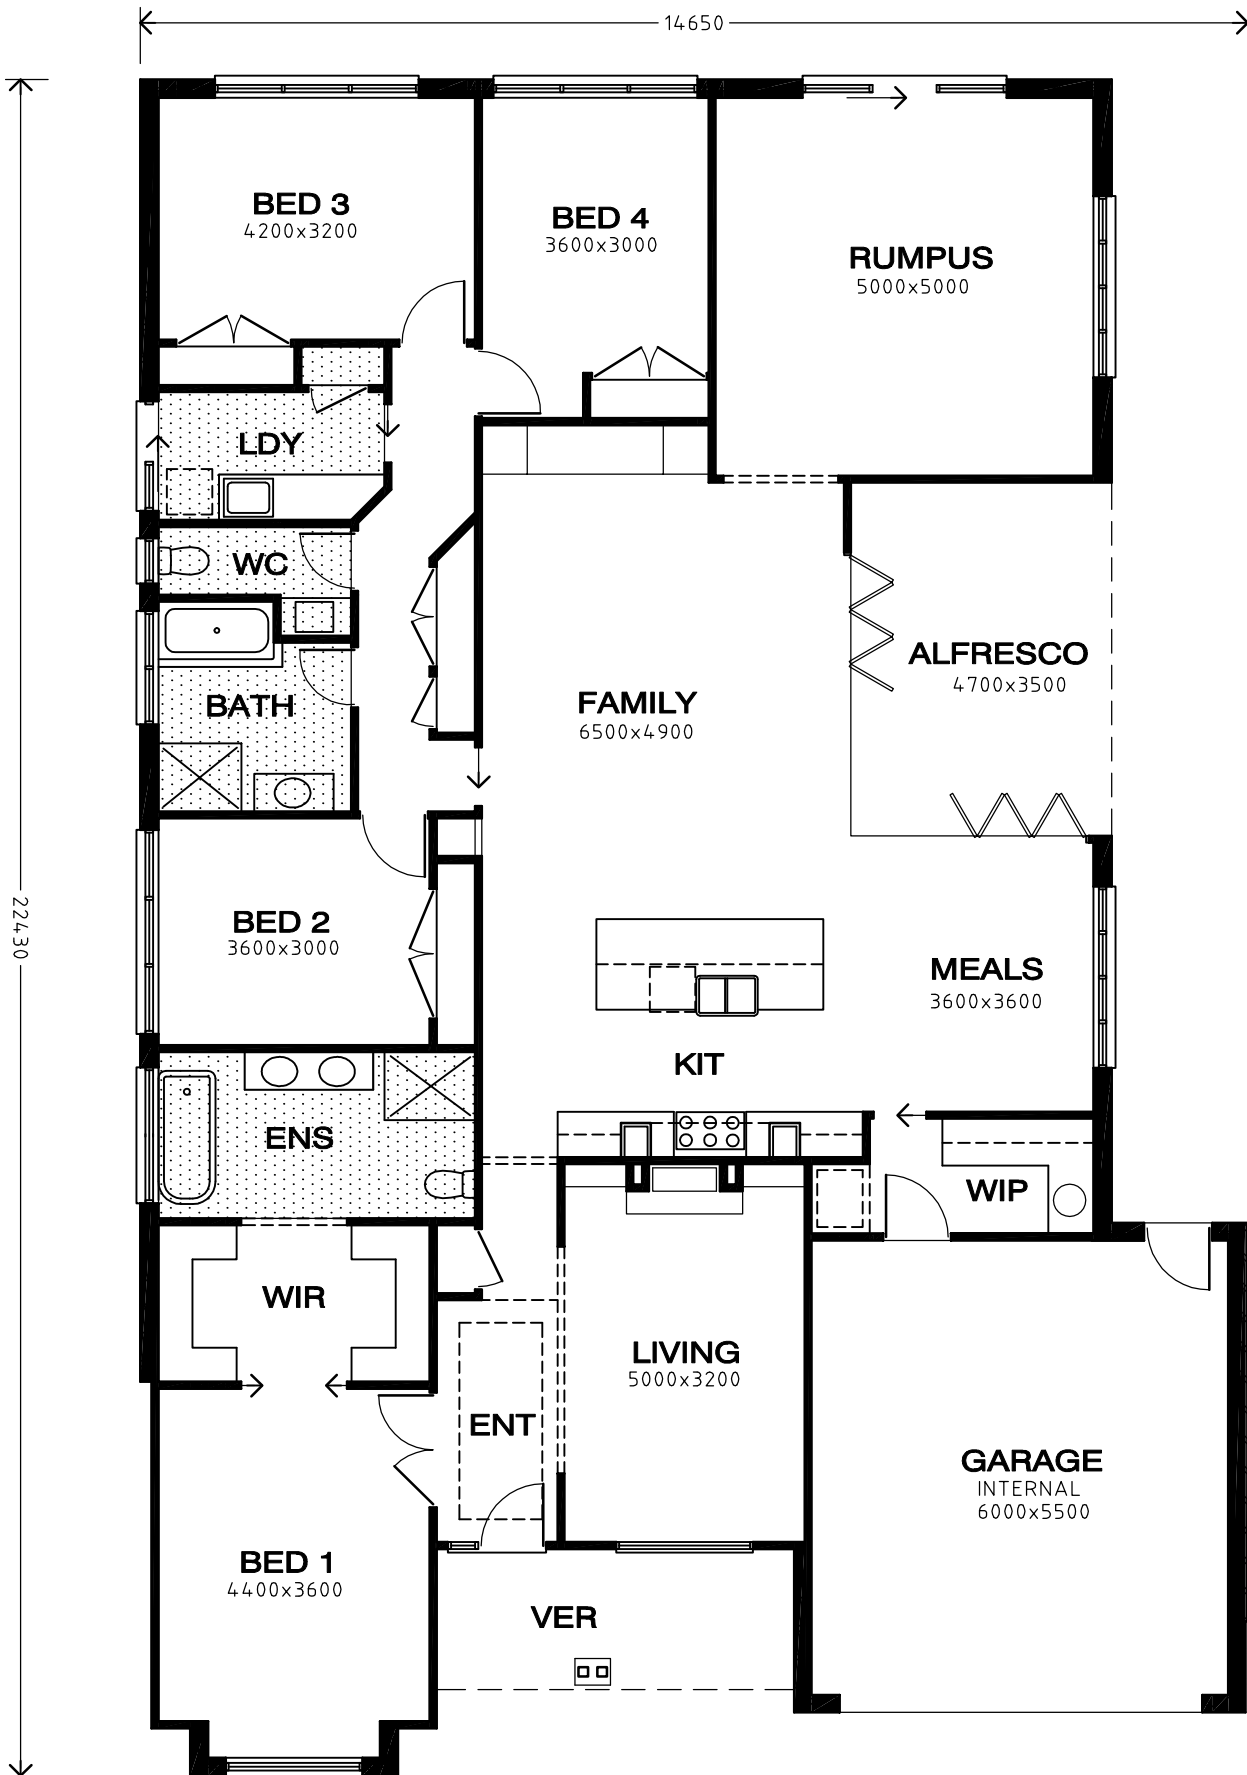 14650
BED 3
4200x3200
BED 4
3600x3000
RUMPUS
5000x5000
LDY
WC
ALFRESCO
4700x3500
BATH
FAMILY
6500x4900
22430
BED 2
3600x3000
MEALS
3600x3600
KIT
ENS
WIP
WIR
LIVING
5000x3200
ENT
GARAGE
INTERNAL
6000x5500
BED 1
4400x3600
VER